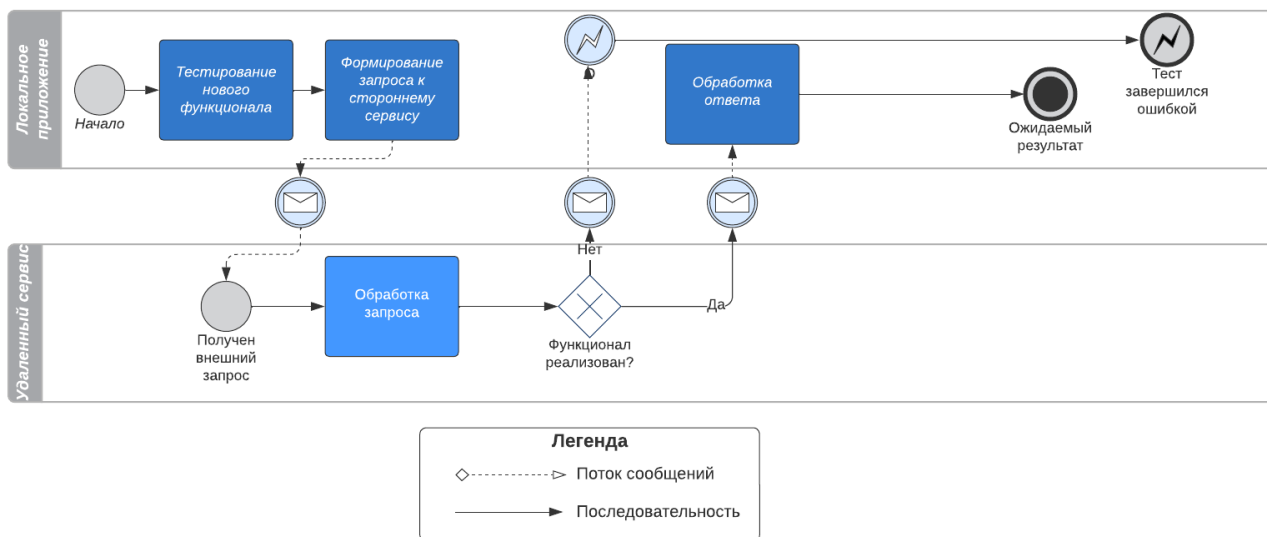 Локальное
приложение
Начало
Тестирование
нового
функционала
Формирование
запроса к
стороннему
сервису
Обработка
ответа
Ожидаемый
результат
Тест
завершился
ошибкой
Удаленный сервис
Получен
внешний
запрос
Обработка
запроса
Нет
Да
Функционал
реализован?
Легенда
Поток сообщений
Последовательность